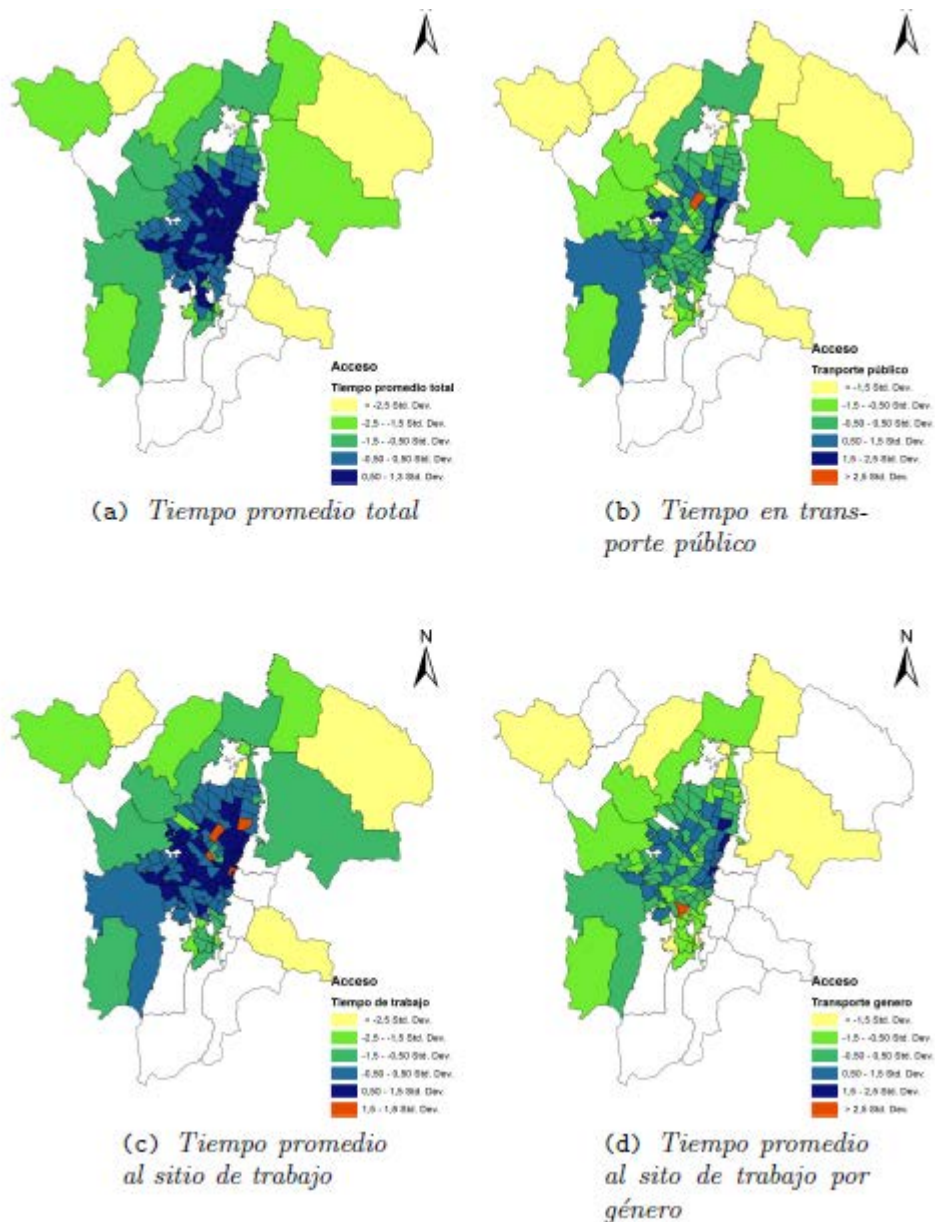 Acceso
Tiempo promedio total
< -2,5 Std. Dev.
-2,5 - -1,5 Std. Dev.
-1,5 - -0,50 Std. Dev.
-0,50 - 0,50 Std. Dev.
0,50 - 1,3 Std. Dev.
(a) Tiempo promedio total
Acceso
Tranporte público
< -1,5 Std. Dev.
-1,5 - -0,50 Std. Dev.
-0,50 - 0,50 Std. Dev.
0,50 - 1,5 Std. Dev.
1,5 - 2,5 Std. Dev.
> 2,5 Std. Dev.
(b) Tiempo en trans-
porte público
N
Acceso
Tiempo de trabajo
< -2,5 Std. Dev.
-2,5 - -1,5 Std. Dev.
-1,5 - -0,50 Std. Dev.
-0,50 - 0,50 Std. Dev.
0,50 - 1,5 Std. Dev.
1,5 - 1,8 Std. Dev.
(c) Tiempo promedio
al sitio de trabajo
N
Acceso
Transporte genero
< -1,5 Std. Dev.
-1,5 - -0,50 Std. Dev.
-0,50 - 0,50 Std. Dev.
0,50 - 1,5 Std. Dev.
1,5 - 2,5 Std. Dev.
> 2,5 Std. Dev.
(d) Tiempo promedio
al sito de trabajo por
género